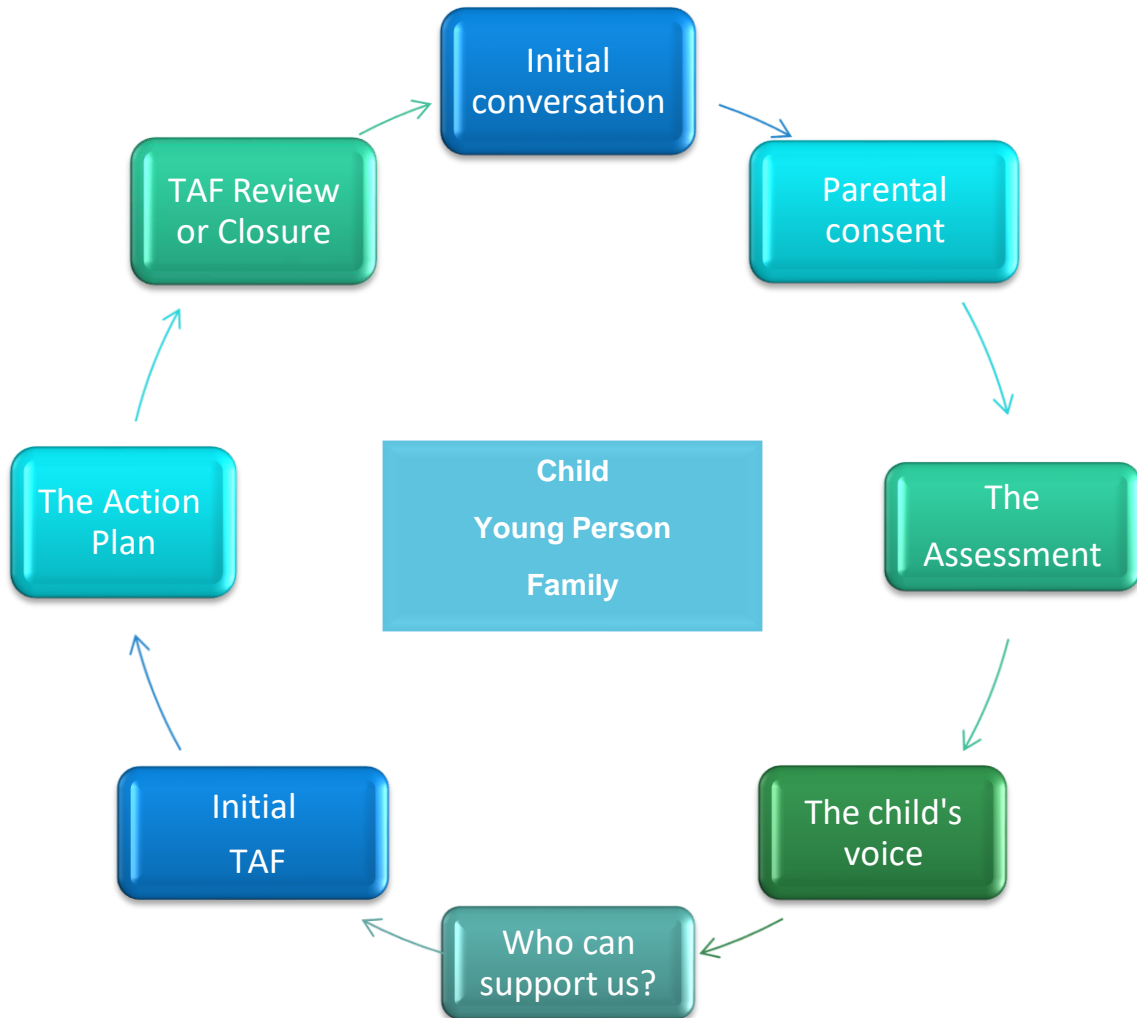 Initial
conversation
Parental
consent
The
Assessment
The child's
voice
Who can
support us?
Initial
TAF
The Action
Plan
TAF Review
or Closure
Child
Young Person
Family